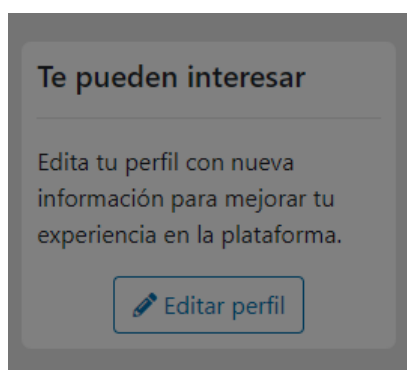 Te pueden interesar
Edita tu perfil con nueva
información para mejorar tu
experiencia en la plataforma.
Editar perfil